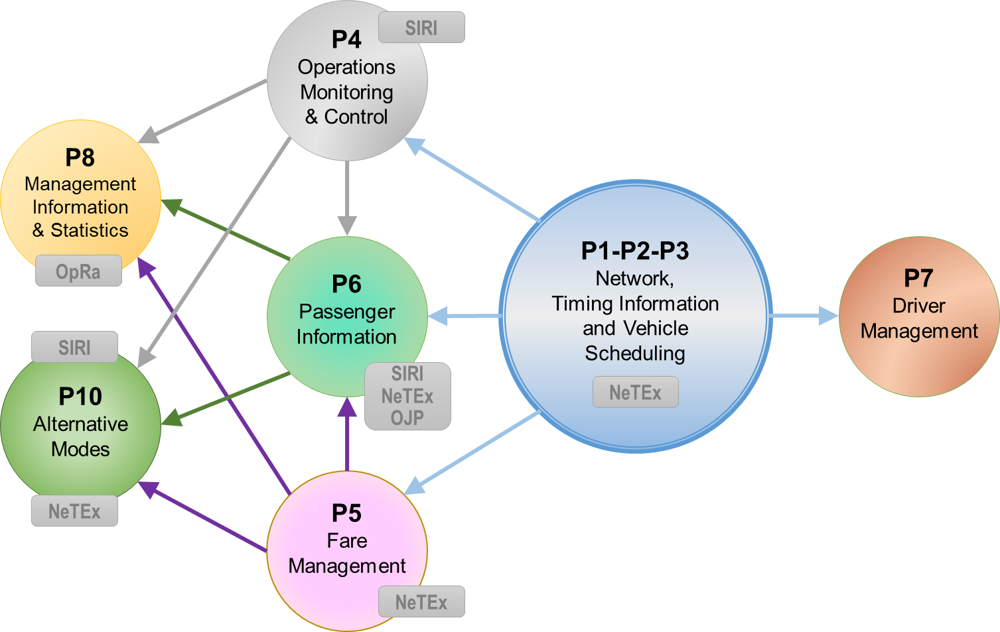 SIRI
P4
Operations
Monitoring
& Control
P8
Management
Information
& Statistics
OpRa
P6
Passenger
Information
SIRI
NeTEx
OJP
P1-P2-P3
Network,
Timing Information
and Vehicle
Scheduling
NeTEx
P7
Driver
Management
SIRI
P10
Alternative
Modes
NeTEx
P5
Fare
Management
NeTEx